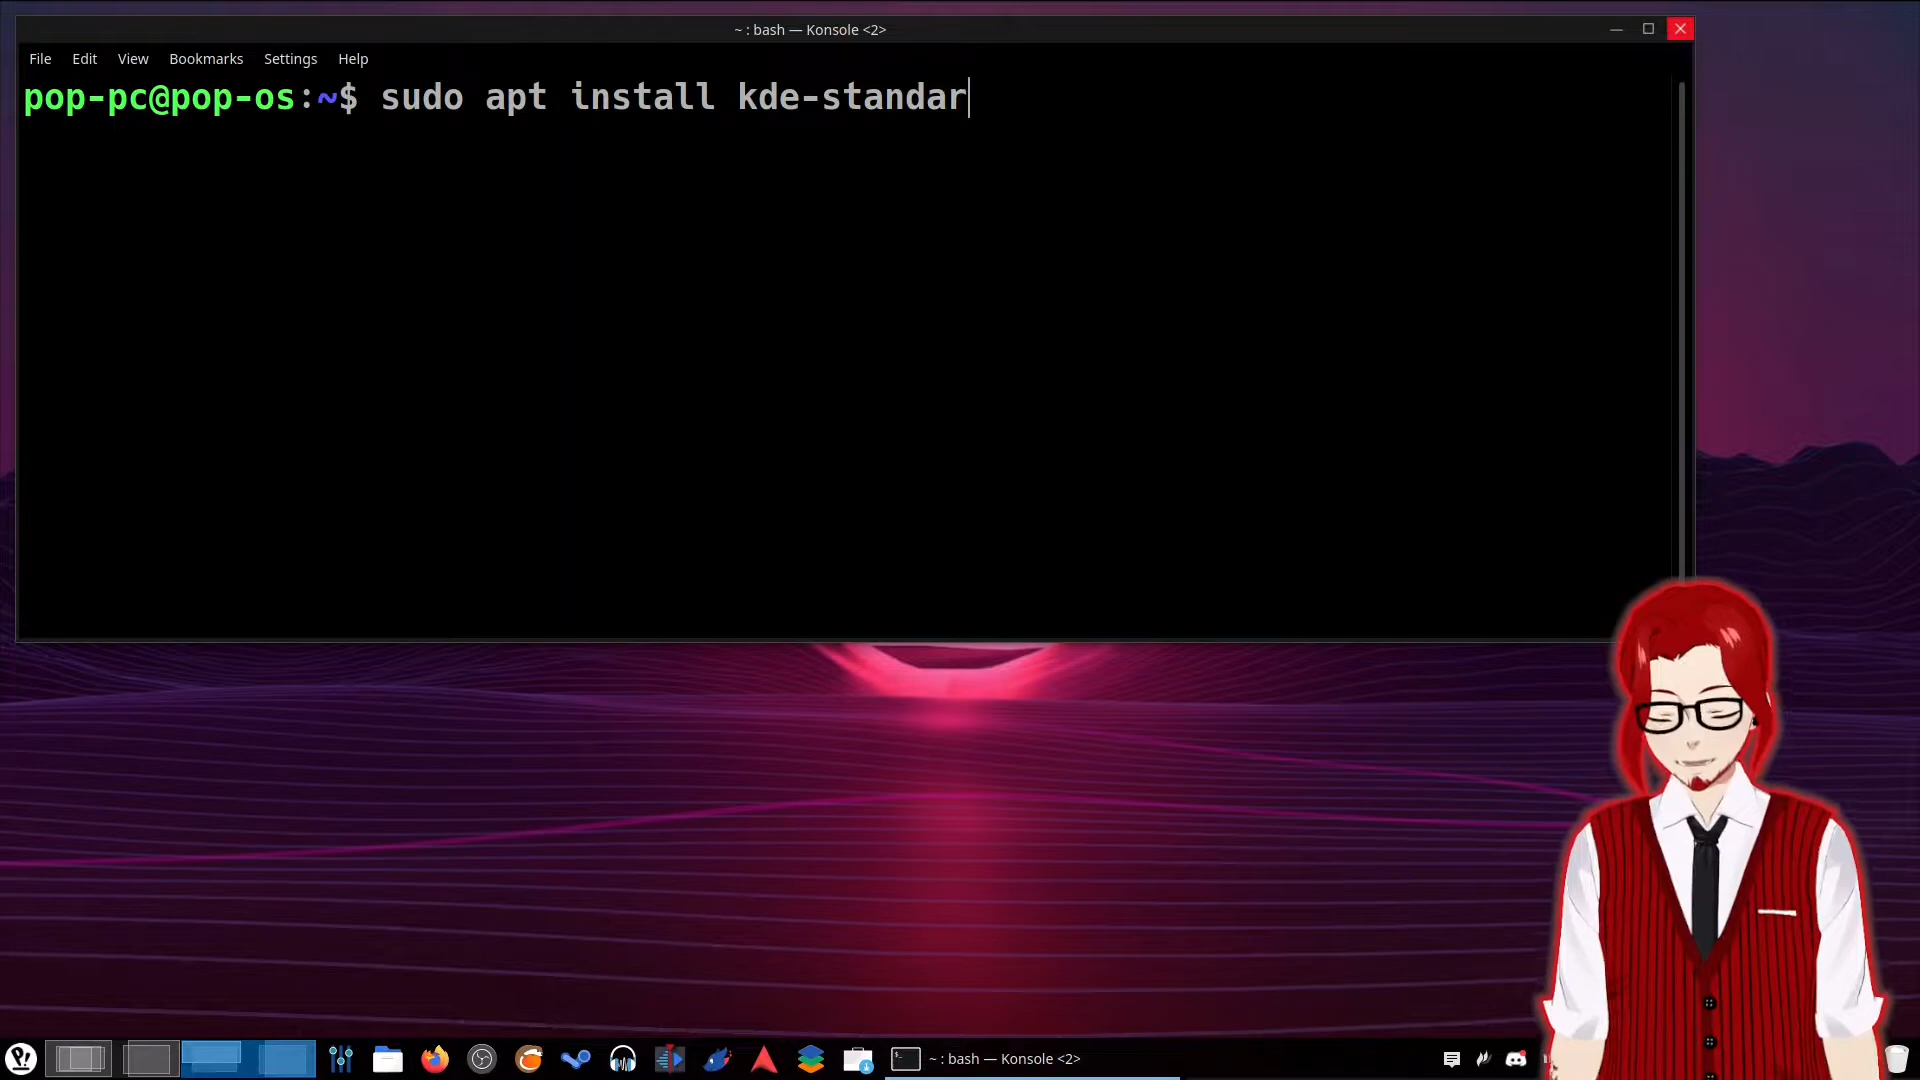 ~ : bash — Konsole <2>
File Edit View Bookmarks Settings Help
pop-pc@pop-os:~$ sudo apt install kde-standar
~ : bash — Konsole <2>